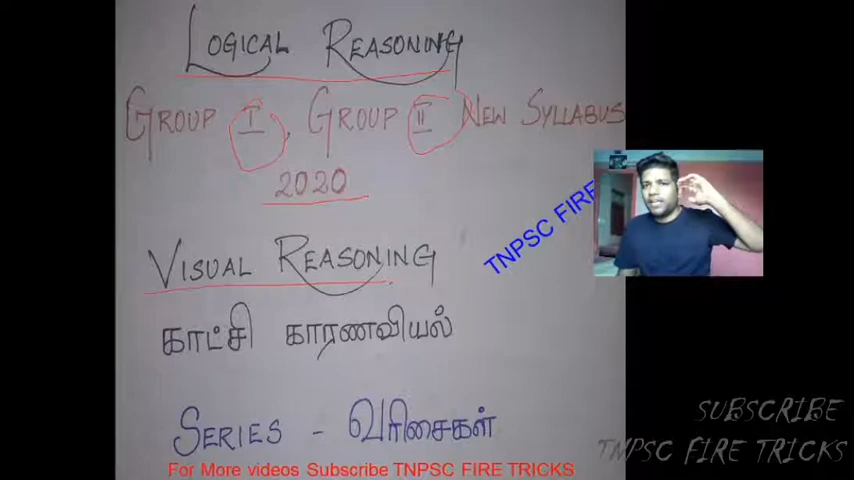 LOGICAL REASONING
GROUP I, GROUP II NEW SYLLABUS
2020
VISUAL REASONING
காட்சி காரணவியல்
SERIES - வரிசைகள்
TNPSC FIRE
For More videos Subscribe TNPSC FIRE TRICKS
SUBSCRIBE
TNPSC FIRE TRICKS